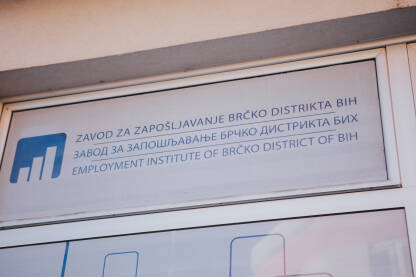 ZAVOD ZA ZAPOŠLJAVANJE BRČKO DISTRIKTA BIH
ЗАВОД ЗА ЗАПОШЉАВАЊЕ БРЧКО ДИСТРИКТА БИХ
EMPLOYMENT INSTITUTE OF BRČKO DISTRICT OF BIH